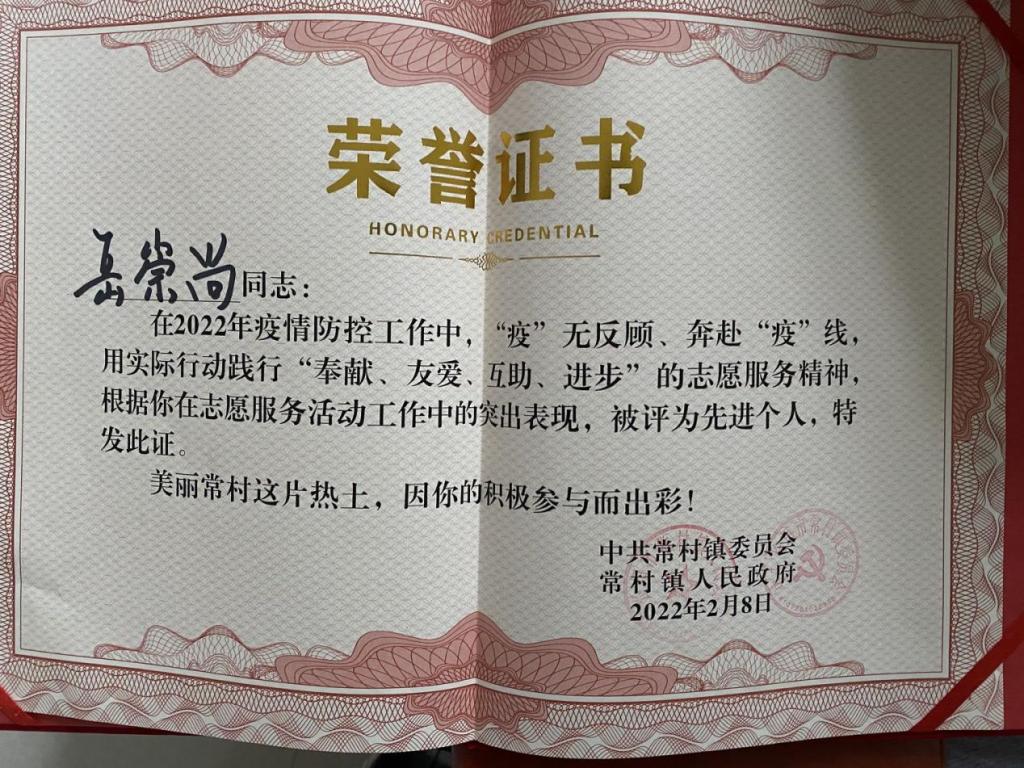 荣誉证书
HONORARY CREDENTIAL
岳崇尚同志：
在2022年疫情防控工作中，“疫”无反顾、奔赴“疫”线，
用实际行动践行“奉献、友爱、互助、进步”的志愿服务精神，
根据你在志愿服务活动工作中的突出表现，被评为先进个人，特
发此证。
美丽常村这片热土，因你的积极参与而出彩！
中共常村镇委员会
常村镇人民政府
2022年2月8日